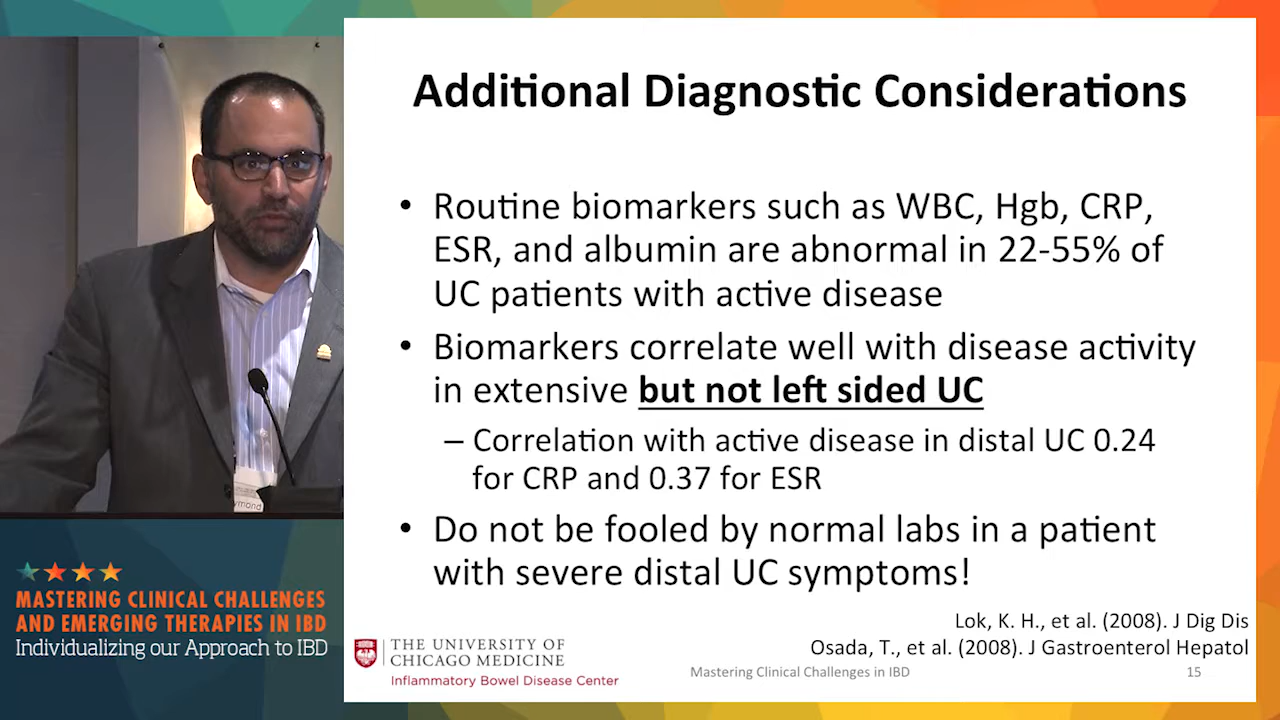 Additional Diagnostic Considerations
• Routine biomarkers such as WBC, Hgb, CRP,
ESR, and albumin are abnormal in 22-55% of
UC patients with active disease
• Biomarkers correlate well with disease activity
in extensive but not left sided UC
– Correlation with active disease in distal UC 0.24
for CRP and 0.37 for ESR
• Do not be fooled by normal labs in a patient
with severe distal UC symptoms!
Lok, K. H., et al. (2008). J Dig Dis
Osada, T., et al. (2008). J Gastroenterol Hepatol
THE UNIVERSITY OF
CHICAGO MEDICINE
Inflammatory Bowel Disease Center
Mastering Clinical Challenges in IBD
15
MASTERING CLINICAL CHALLENGES
AND EMERGING THERAPIES IN IBD
Individualizing our Approach to IBD